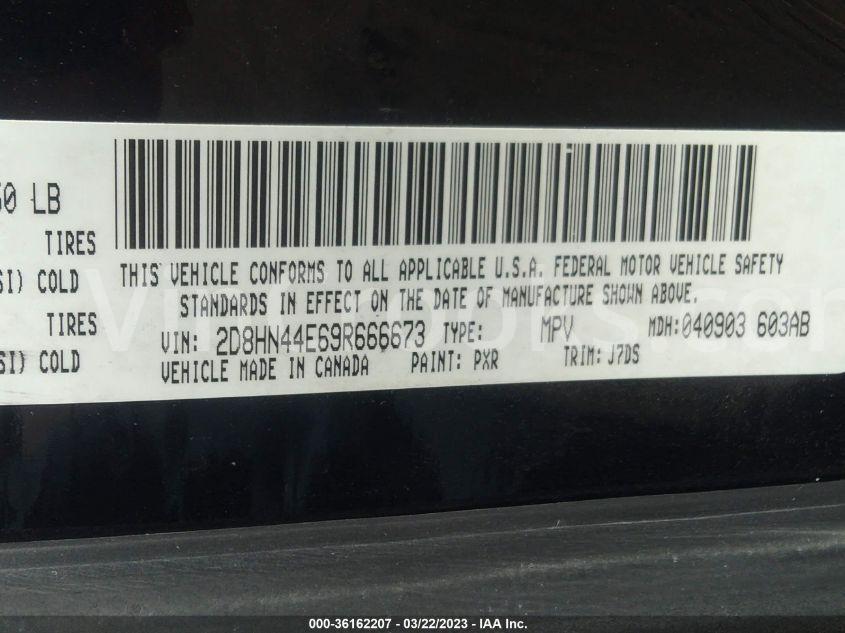 50 LB
TIRES
SI) COLD
TIRES
SI) COLD
THIS VEHICLE CONFORMS TO ALL APPLICABLE U.S.A. FEDERAL MOTOR VEHICLE SAFETY
STANDARDS IN EFFECT ON THE DATE OF MANUFACTURE SHOWN ABOVE.
VIN: 2D8HN44E69R666673 TYPE: MPV MDH:040903 603AB
VEHICLE MADE IN CANADA PAINT: PXR TRIM: J7DS
000-36162207 - 03/22/2023 - IAA Inc.